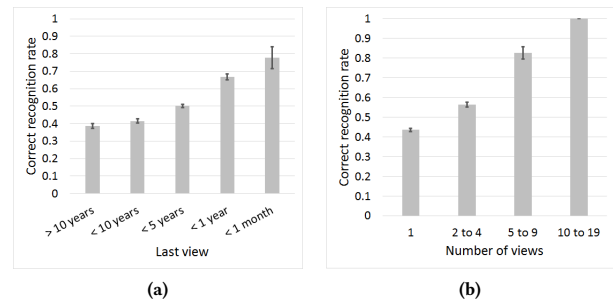 1
0.9
0.8
0.7
0.6
0.5
0.4
0.3
0.2
0.1
0
Correct recognition rate
> 10 years
< 10 years
< 5 years
< 1 year
< 1 month
Last view
(a)
1
0.9
0.8
0.7
0.6
0.5
0.4
0.3
0.2
0.1
0
Correct recognition rate
1
2 to 4
5 to 9
10 to 19
Number of views
(b)